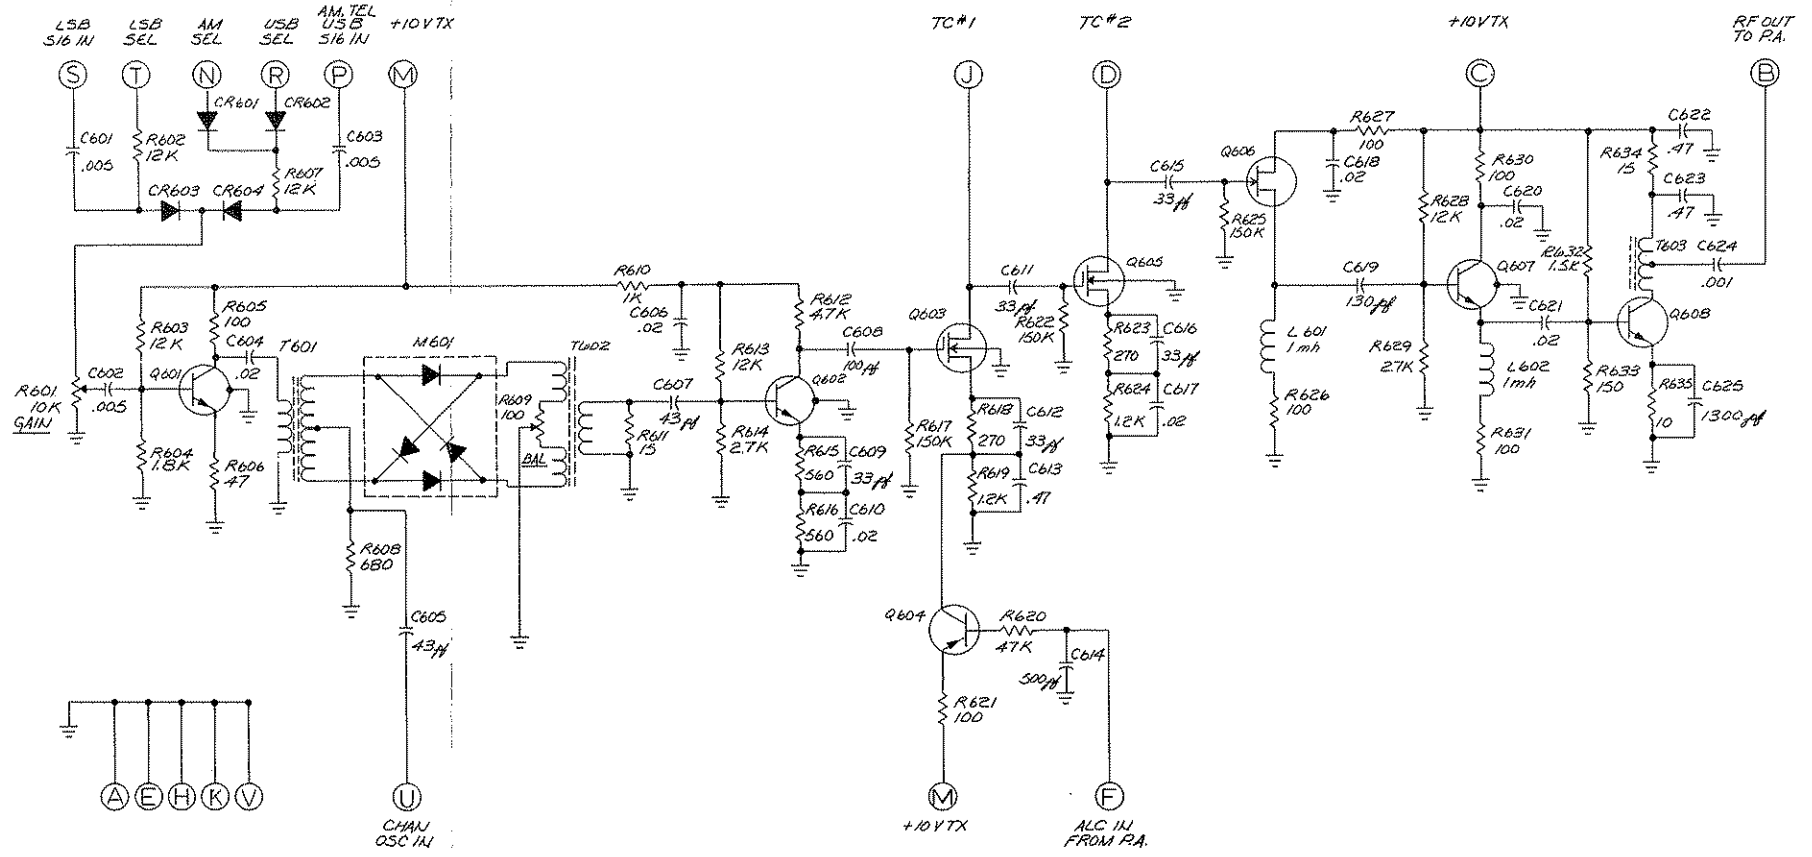 LSB
SIG IN
LSB
SEL
AM
SEL
USB
SEL
AM, TEL
USB
SIG IN
+10V TX
TC #1
TC #2
+10V TX
RF OUT
TO P.A.
S
T
N
R
P
M
J
D
C
B
CR601
CR602
C601
.005
R602
12K
C603
.005
R607
12K
CR603
CR604
R627
100
C622
.47
C615
33pf
Q606
C618
.02
R630
100
R634
15
C623
.47
R625
150K
R628
12K
C620
.02
R632
1.5K
T603
C624
.001
R610
1K
C611
33pf
Q605
C619
130pf
Q607
C621
.02
Q608
R605
100
R603
12K
C604
.02
T601
M601
T602
C606
.02
R612
4.7K
C608
100pf
Q603
R622
150K
R623
270
C616
33pf
L601
1mh
R629
27K
L602
1mh
R633
150
R635
10
C625
1300pf
R601
10K
GAIN
C602
.005
Q601
R609
100
BAL
R613
12K
C607
43pf
Q602
R624
1.2K
C617
.02
R626
100
R631
100
R604
1.8K
R606
47
R611
15
R614
2.7K
R617
150K
R618
270
C612
33pf
R615
560
C609
33pf
R619
1.2K
C613
.47
R616
560
C610
.02
R608
680
C605
43pf
Q604
R620
47K
C614
500pf
R621
100
A
E
H
K
V
U
M
F
CHAN
OSC IN
+10V TX
ALC IN
FROM P.A.